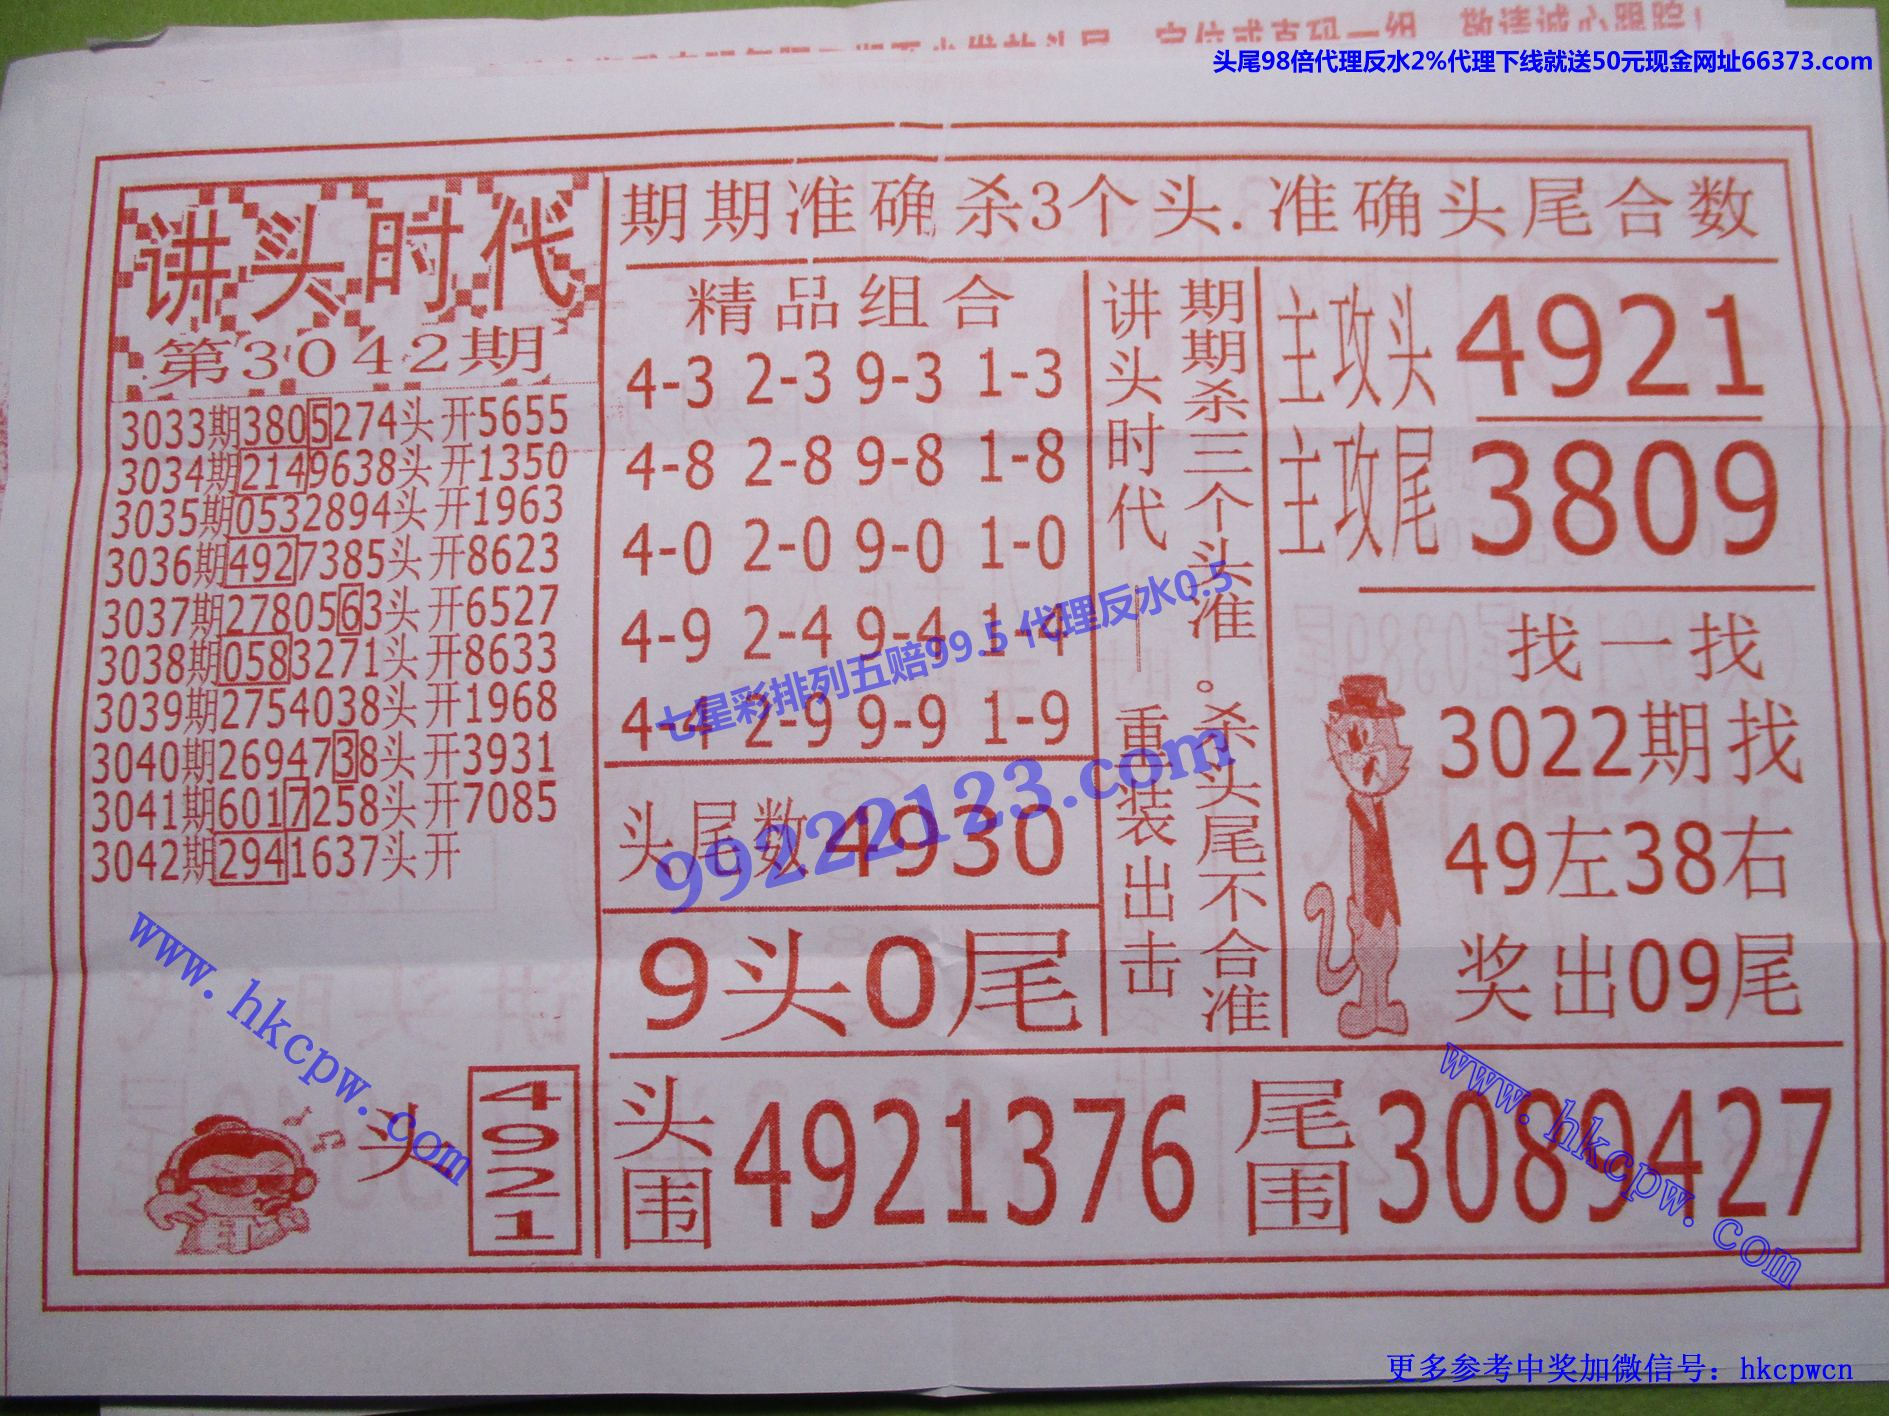 头尾98倍代理反水2%代理下线就送50元现金网址66373.com
讲头时代
第3042期
3033期3805274头开5655
3034期2149638头开1350
3035期0532894头开1963
3036期4927385头开8623
3037期2780563头开6527
3038期0583271头开8633
3039期2754038头开1968
3040期2694738头开3931
3041期6017258头开7085
3042期2941637头开
头
4921
期期准确杀3个头.准确头尾合数
精品组合
4-3 2-3 9-3 1-3
4-8 2-8 9-8 1-8
4-0 2-0 9-0 1-0
4-9 2-4 9-4 1-4
4-4 2-9 9-9 1-9
头尾数4930
9头0尾
讲头时代——重装出击
期期杀三个头准。杀头尾不合准
主攻头 4921
主攻尾 3809
找一找
3022期找
49左38右
奖出09尾
头围 4921376 尾围 3089427
七星彩排列五赔99.5 代理反水0.5
99222123.com
www.hkcpw.com
www.hkcpw.com
更多参考中奖加微信号：hkcpwcn